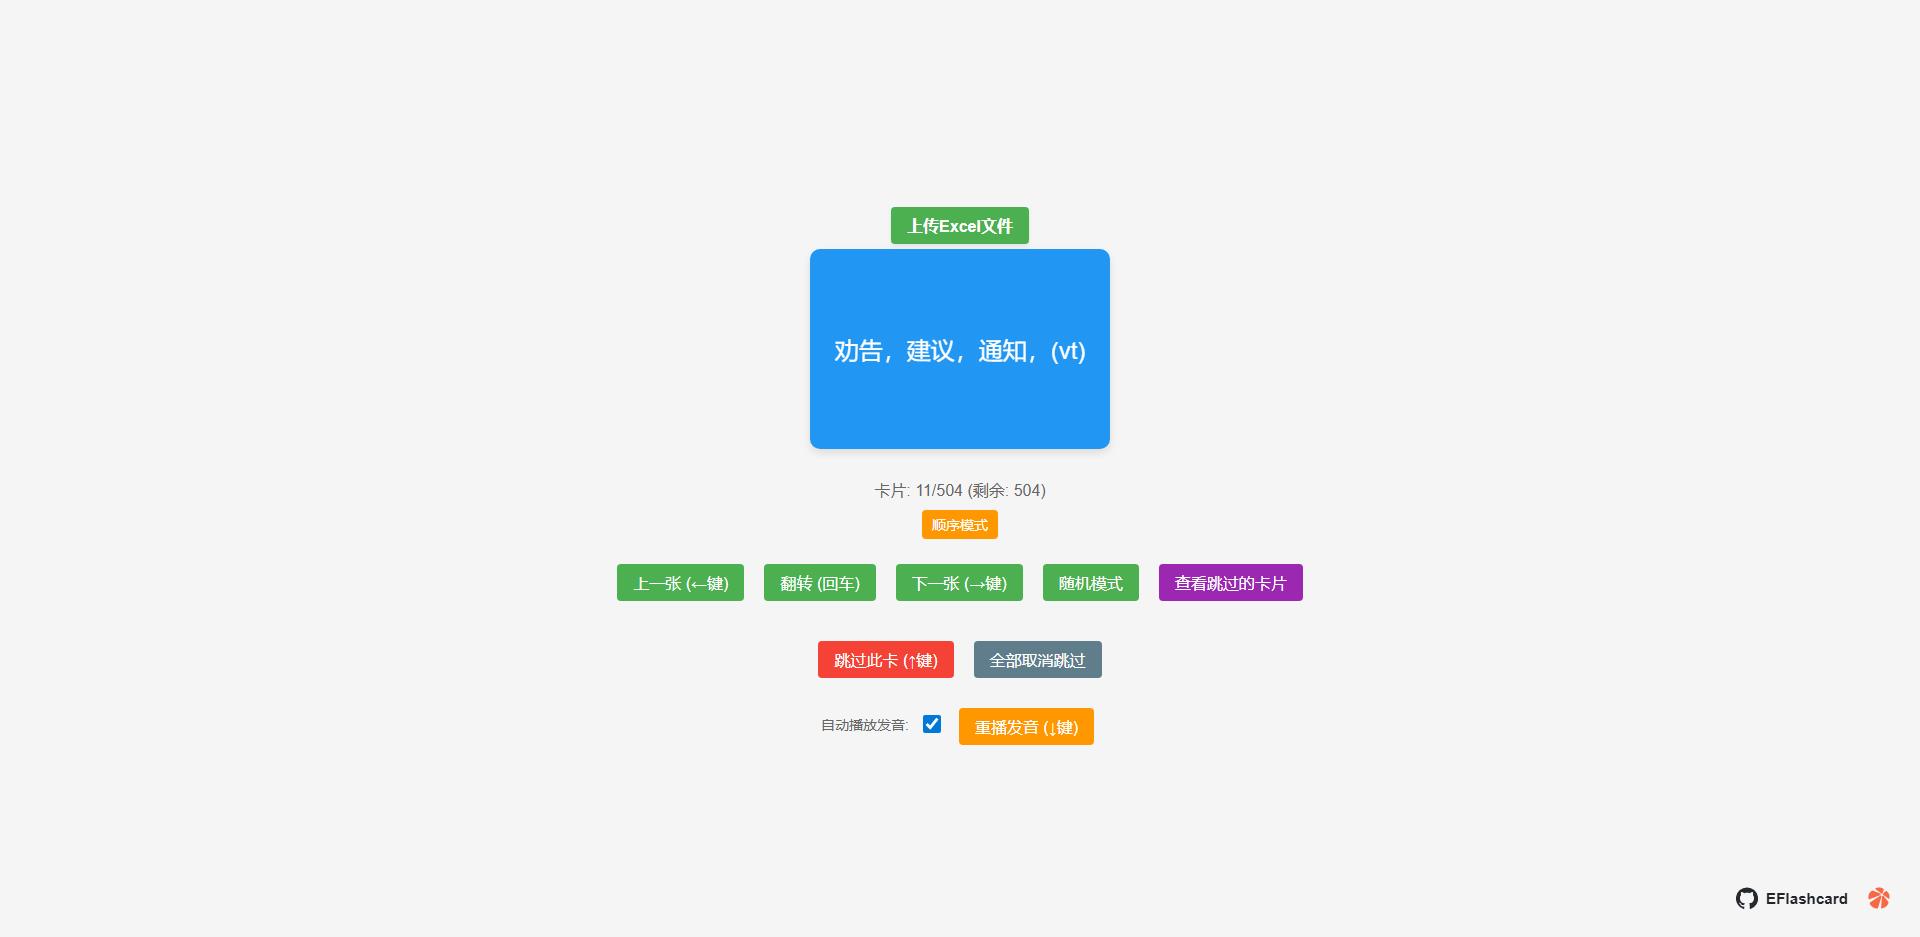 上传Excel文件
劝告，建议，通知，(vt)
卡片: 11/504 (剩余: 504)
顺序模式
上一张 (←键) 翻转 (回车) 下一张 (→键) 随机模式 查看跳过的卡片
跳过此卡 (↑键) 全部取消跳过
自动播放发音: 重播发音 (↓键)
EFlashcard